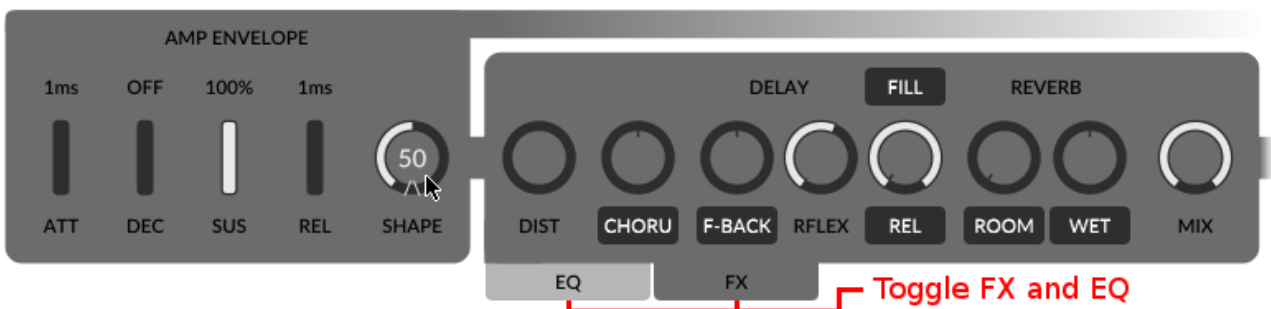 AMP ENVELOPE
1ms OFF 100% 1ms
50
ATT DEC SUS REL SHAPE
DELAY FILL REVERB
DIST CHORU F-BACK RFLEX REL ROOM WET MIX
EQ FX
Toggle FX and EQ